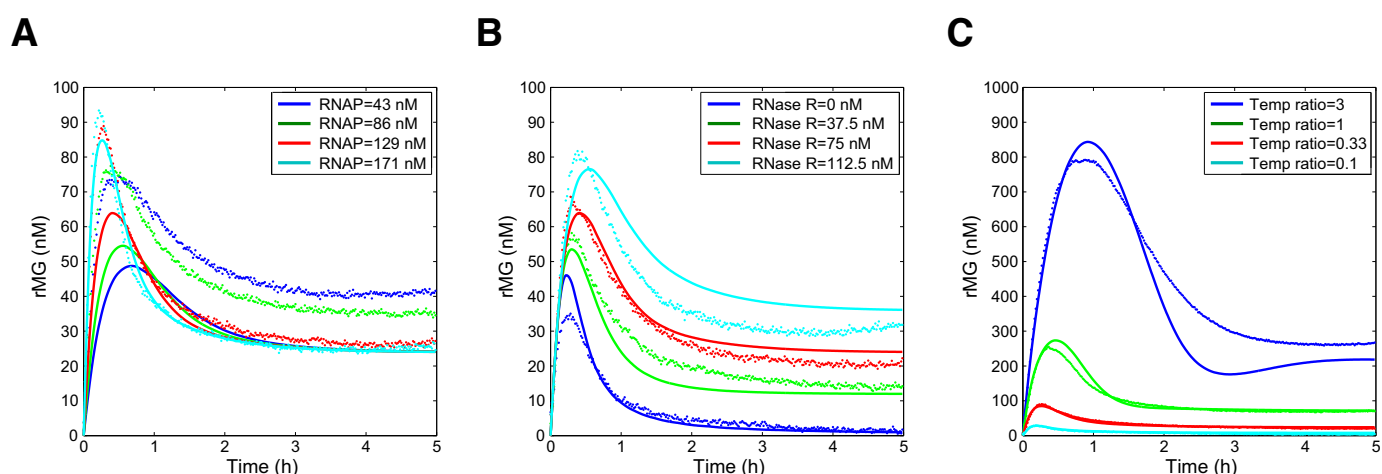 A
B
C
100
90
80
70
60
50
40
30
20
10
0
rMG (nM)
0 1 2 3 4 5
Time (h)
RNAP=43 nM
RNAP=86 nM
RNAP=129 nM
RNAP=171 nM
100
90
80
70
60
50
40
30
20
10
0
rMG (nM)
0 1 2 3 4 5
Time (h)
RNase R=0 nM
RNase R=37.5 nM
RNase R=75 nM
RNase R=112.5 nM
1000
900
800
700
600
500
400
300
200
100
0
rMG (nM)
0 1 2 3 4 5
Time (h)
Temp ratio=3
Temp ratio=1
Temp ratio=0.33
Temp ratio=0.1